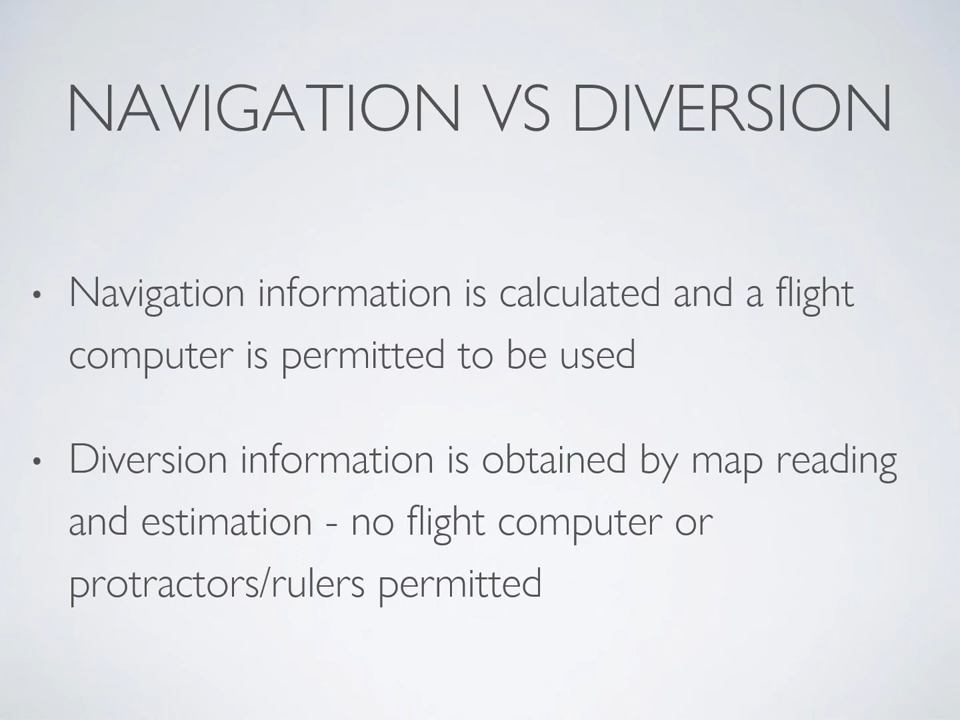 NAVIGATION VS DIVERSION
• Navigation information is calculated and a flight
computer is permitted to be used
• Diversion information is obtained by map reading
and estimation - no flight computer or
protractors/rulers permitted